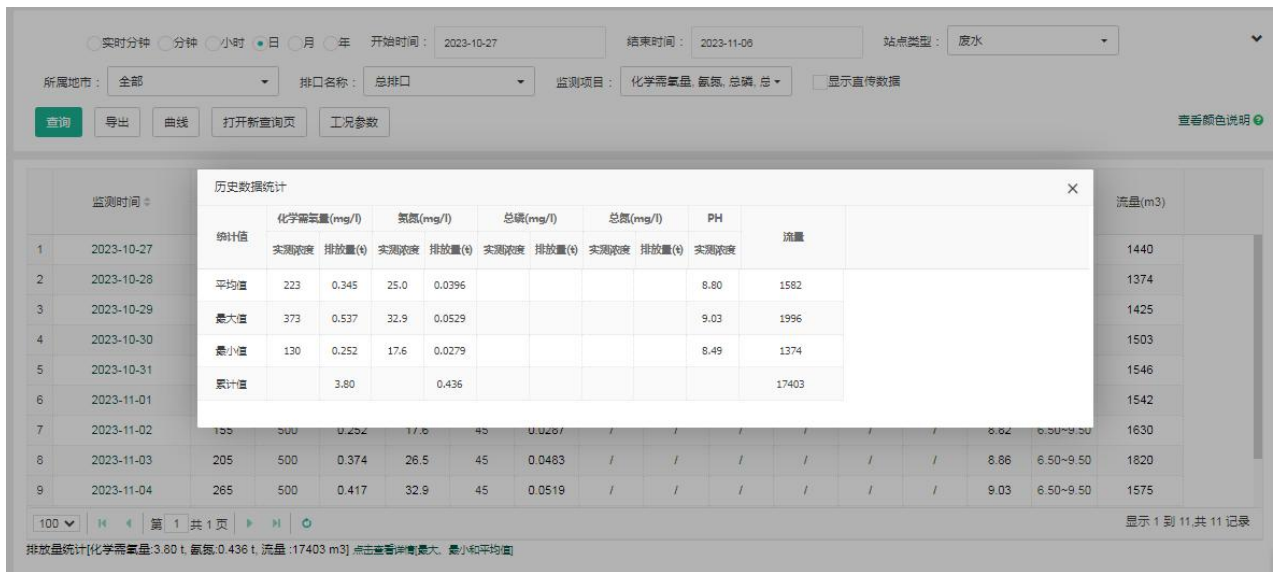 实时分钟 分钟 小时 日 月 年 开始时间： 2023-10-27 结束时间： 2023-11-06 站点类型： 废水
所属地市： 全部 排口名称： 总排口 监测项目： 化学需氧量, 氨氮, 总磷, 总 显示直传数据
查询 导出 曲线 打开新查询页 工况参数 查看颜色说明
历史数据统计 ×
监测时间 流量(m3)
统计值 化学需氧量(mg/l) 氨氮(mg/l) 总磷(mg/l) 总氮(mg/l) PH 流量
实测浓度 排放量(t) 实测浓度 排放量(t) 实测浓度 排放量(t) 实测浓度 排放量(t) 实测浓度
1 2023-10-27 1440
2 2023-10-28 1374
平均值 223 0.345 25.0 0.0396 8.80 1582
3 2023-10-29 1425
最大值 373 0.537 32.9 0.0529 9.03 1996
4 2023-10-30 1503
最小值 130 0.252 17.6 0.0279 8.49 1374
5 2023-10-31 1546
累计值 3.80 0.436 17403
6 2023-11-01 1542
7 2023-11-02 155 500 0.252 17.6 45 0.0287 / / / / / / 8.62 6.50~9.50 1630
8 2023-11-03 205 500 0.374 26.5 45 0.0483 / / / / / / 8.86 6.50~9.50 1820
9 2023-11-04 265 500 0.417 32.9 45 0.0519 / / / / / / 9.03 6.50~9.50 1575
100 第 1 共 1 页 显示 1 到 11,共 11 记录
排放量统计[化学需氧量:3.80 t, 氨氮:0.436 t, 流量 :17403 m3] 点击查看详情[最大、最小和平均值]